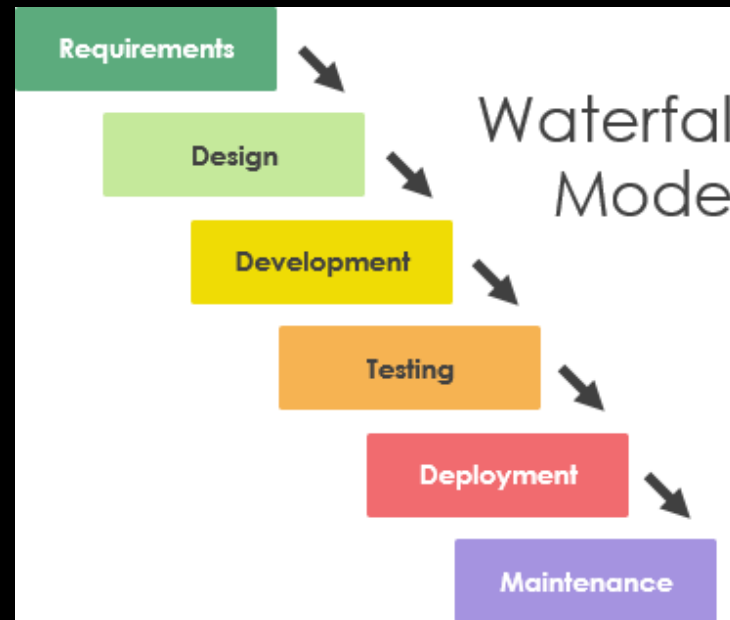 Requirements
Waterfal
Mode
Design
Development
Testing
Deployment
Maintenance